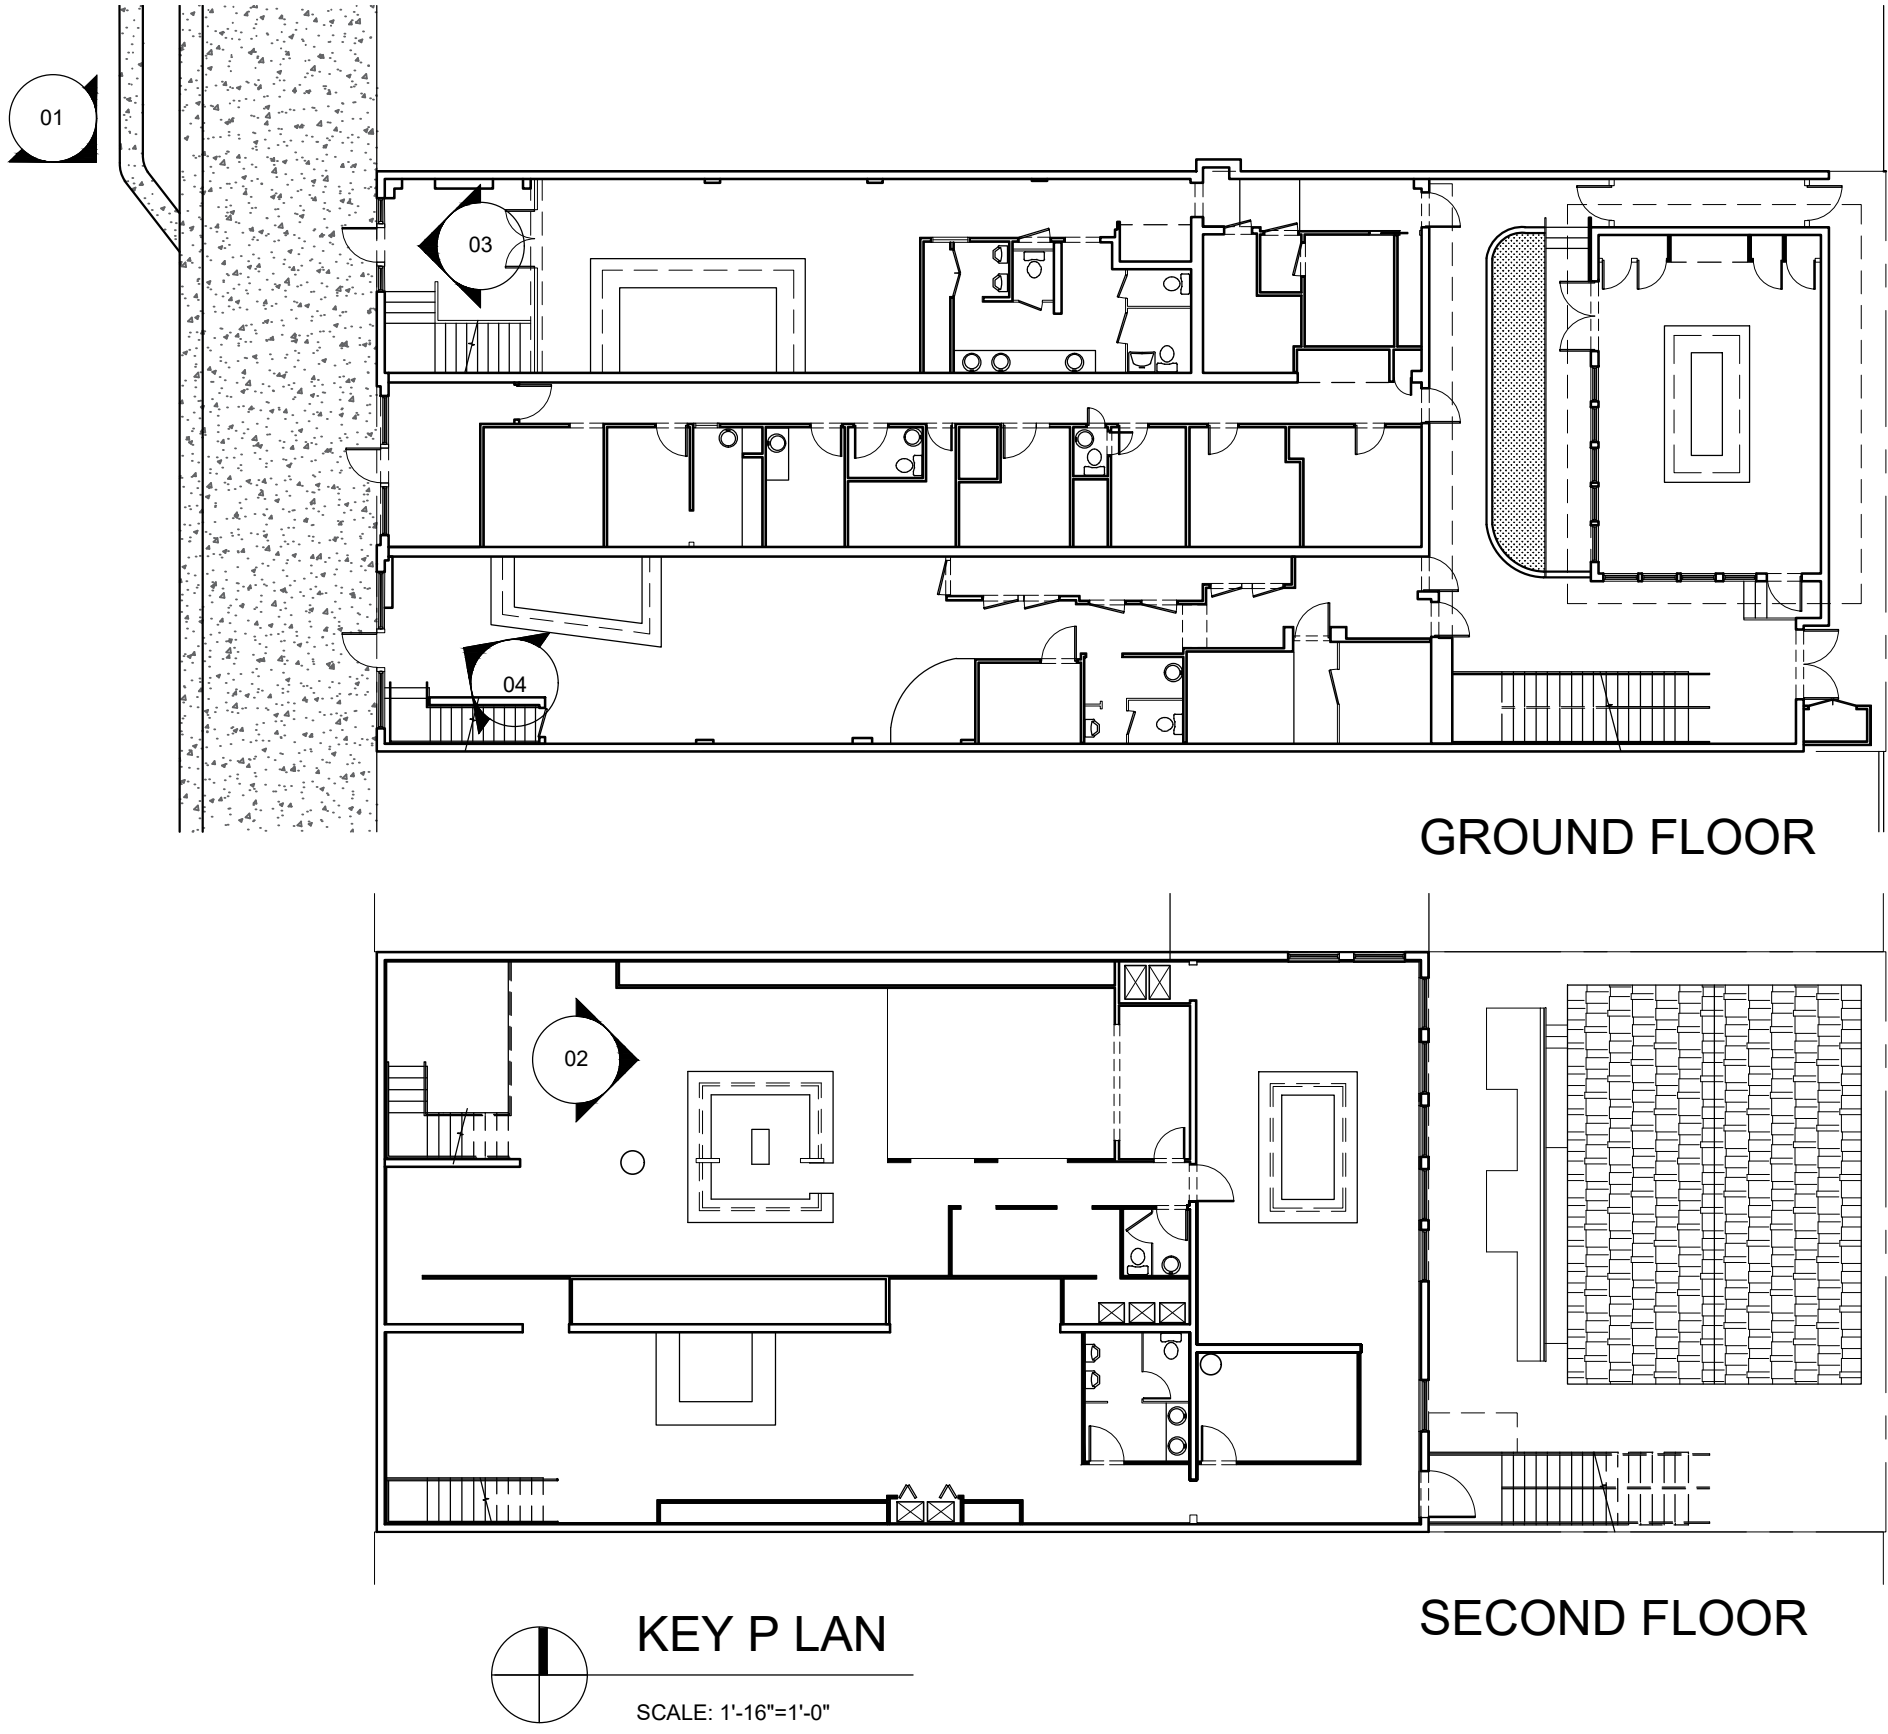 01
03
04
GROUND FLOOR
02
SECOND FLOOR
KEY P LAN
SCALE: 1'-16"=1'-0"